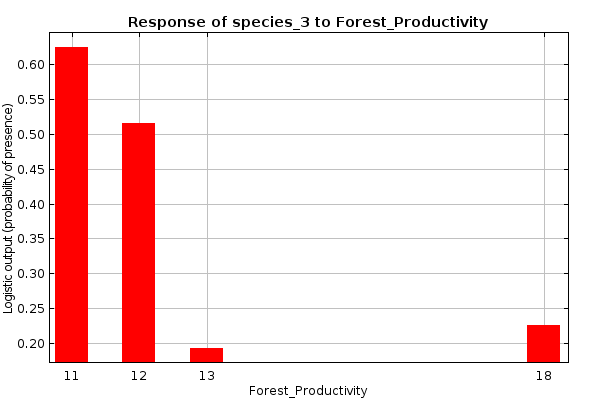 Response of species_3 to Forest_Productivity
Logistic output (probability of presence)
0.60
0.55
0.50
0.45
0.40
0.35
0.30
0.25
0.20
11 12 13 18
Forest_Productivity